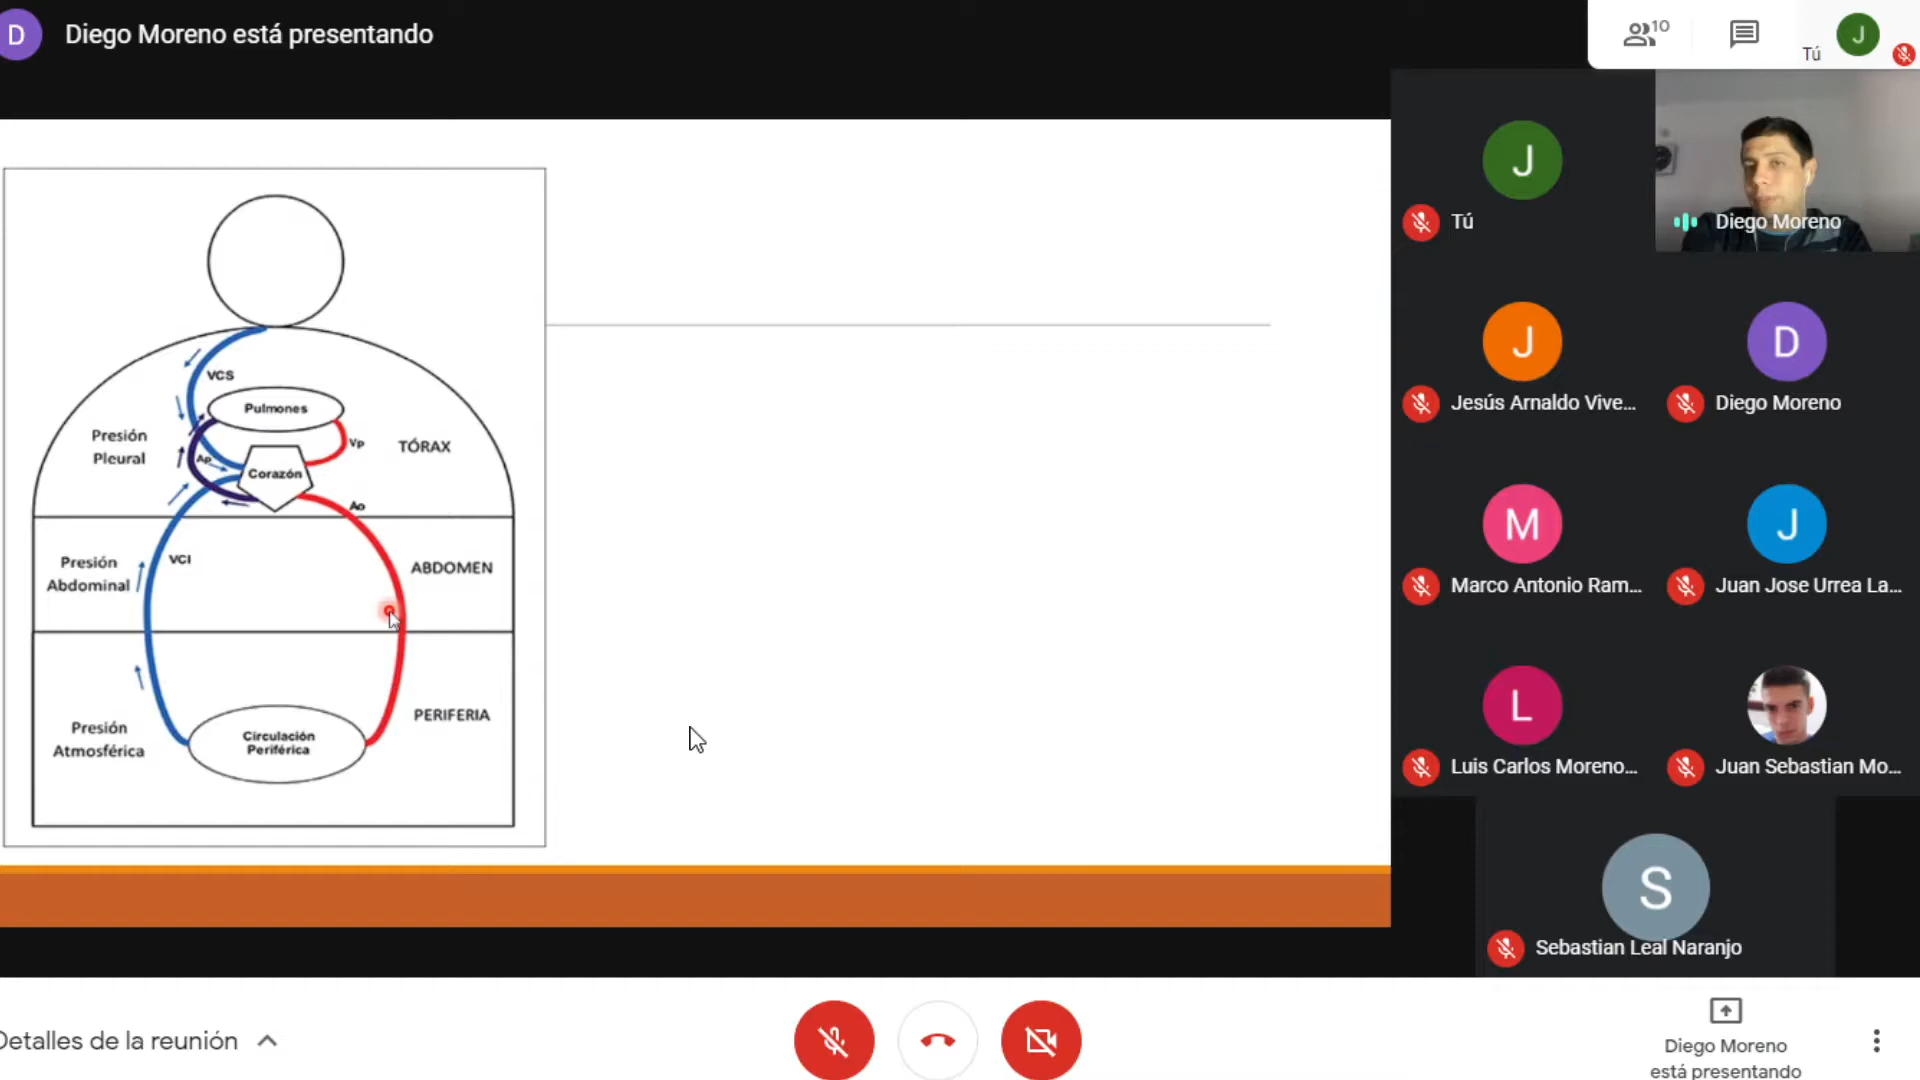 D
Diego Moreno está presentando
10
Tú
J
VCS
Pulmones
Presión
Pleural
Ap
Vp
TÓRAX
Corazón
Ao
Presión
Abdominal
VCI
ABDOMEN
Presión
Atmosférica
Circulación
Periférica
PERIFERIA
J
Tú
Diego Moreno
J
Jesús Arnaldo Vive...
D
Diego Moreno
M
Marco Antonio Ram...
J
Juan Jose Urrea La...
L
Luis Carlos Moreno...
Juan Sebastian Mo...
S
Sebastian Leal Naranjo
Detalles de la reunión
Diego Moreno
está presentando